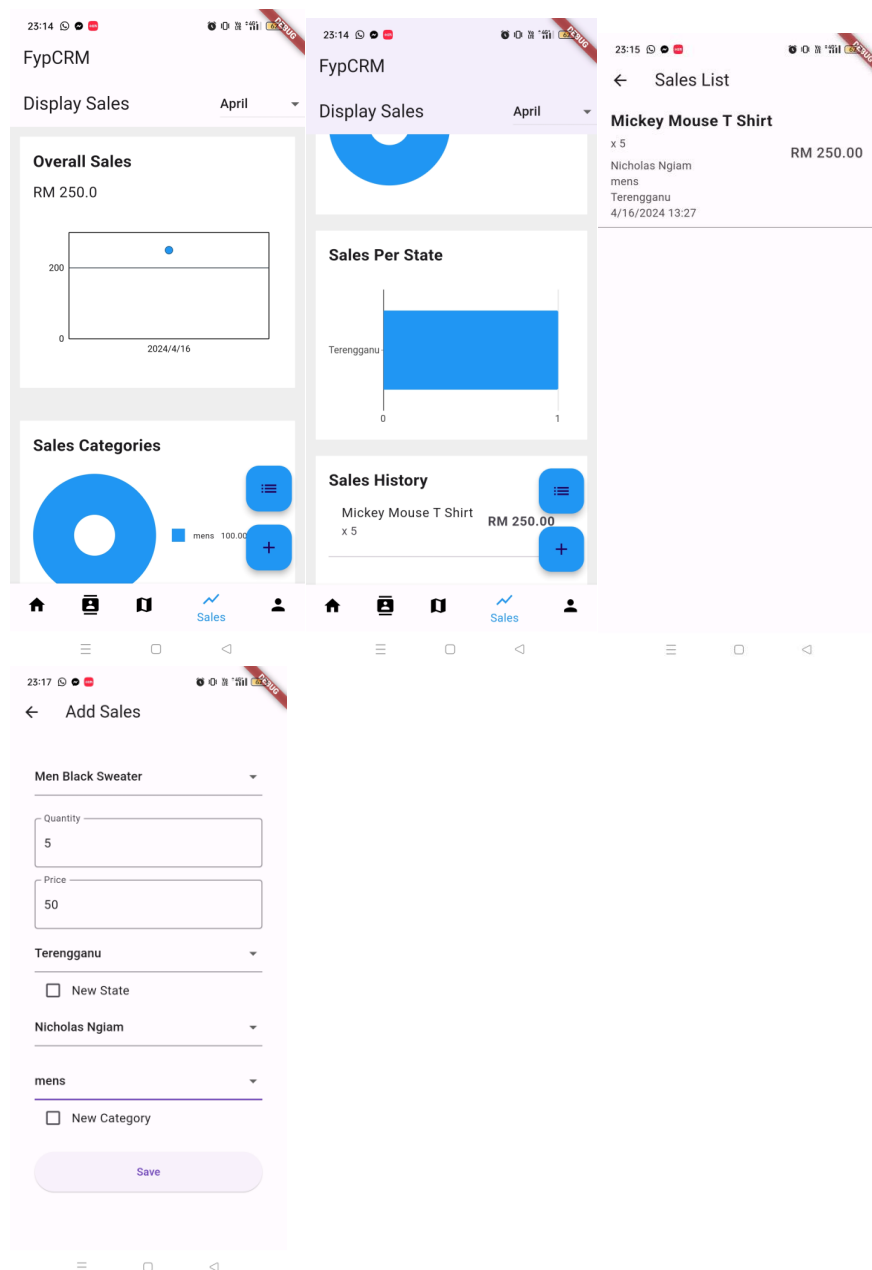 23:14
DEBUG
FypCRM
Display Sales April
Overall Sales
RM 250.0
200
0
2024/4/16
Sales Categories
mens 100.00
Sales
23:14
DEBUG
FypCRM
Display Sales April
Sales Per State
Terengganu
0 1
Sales History
Mickey Mouse T Shirt
x 5
RM 250.00
Sales
23:15
Sales List
Mickey Mouse T Shirt
x 5
RM 250.00
Nicholas Ngiam
mens
Terengganu
4/16/2024 13:27
23:17
DEBUG
Add Sales
Men Black Sweater
Quantity
5
Price
50
Terengganu
New State
Nicholas Ngiam
mens
New Category
Save